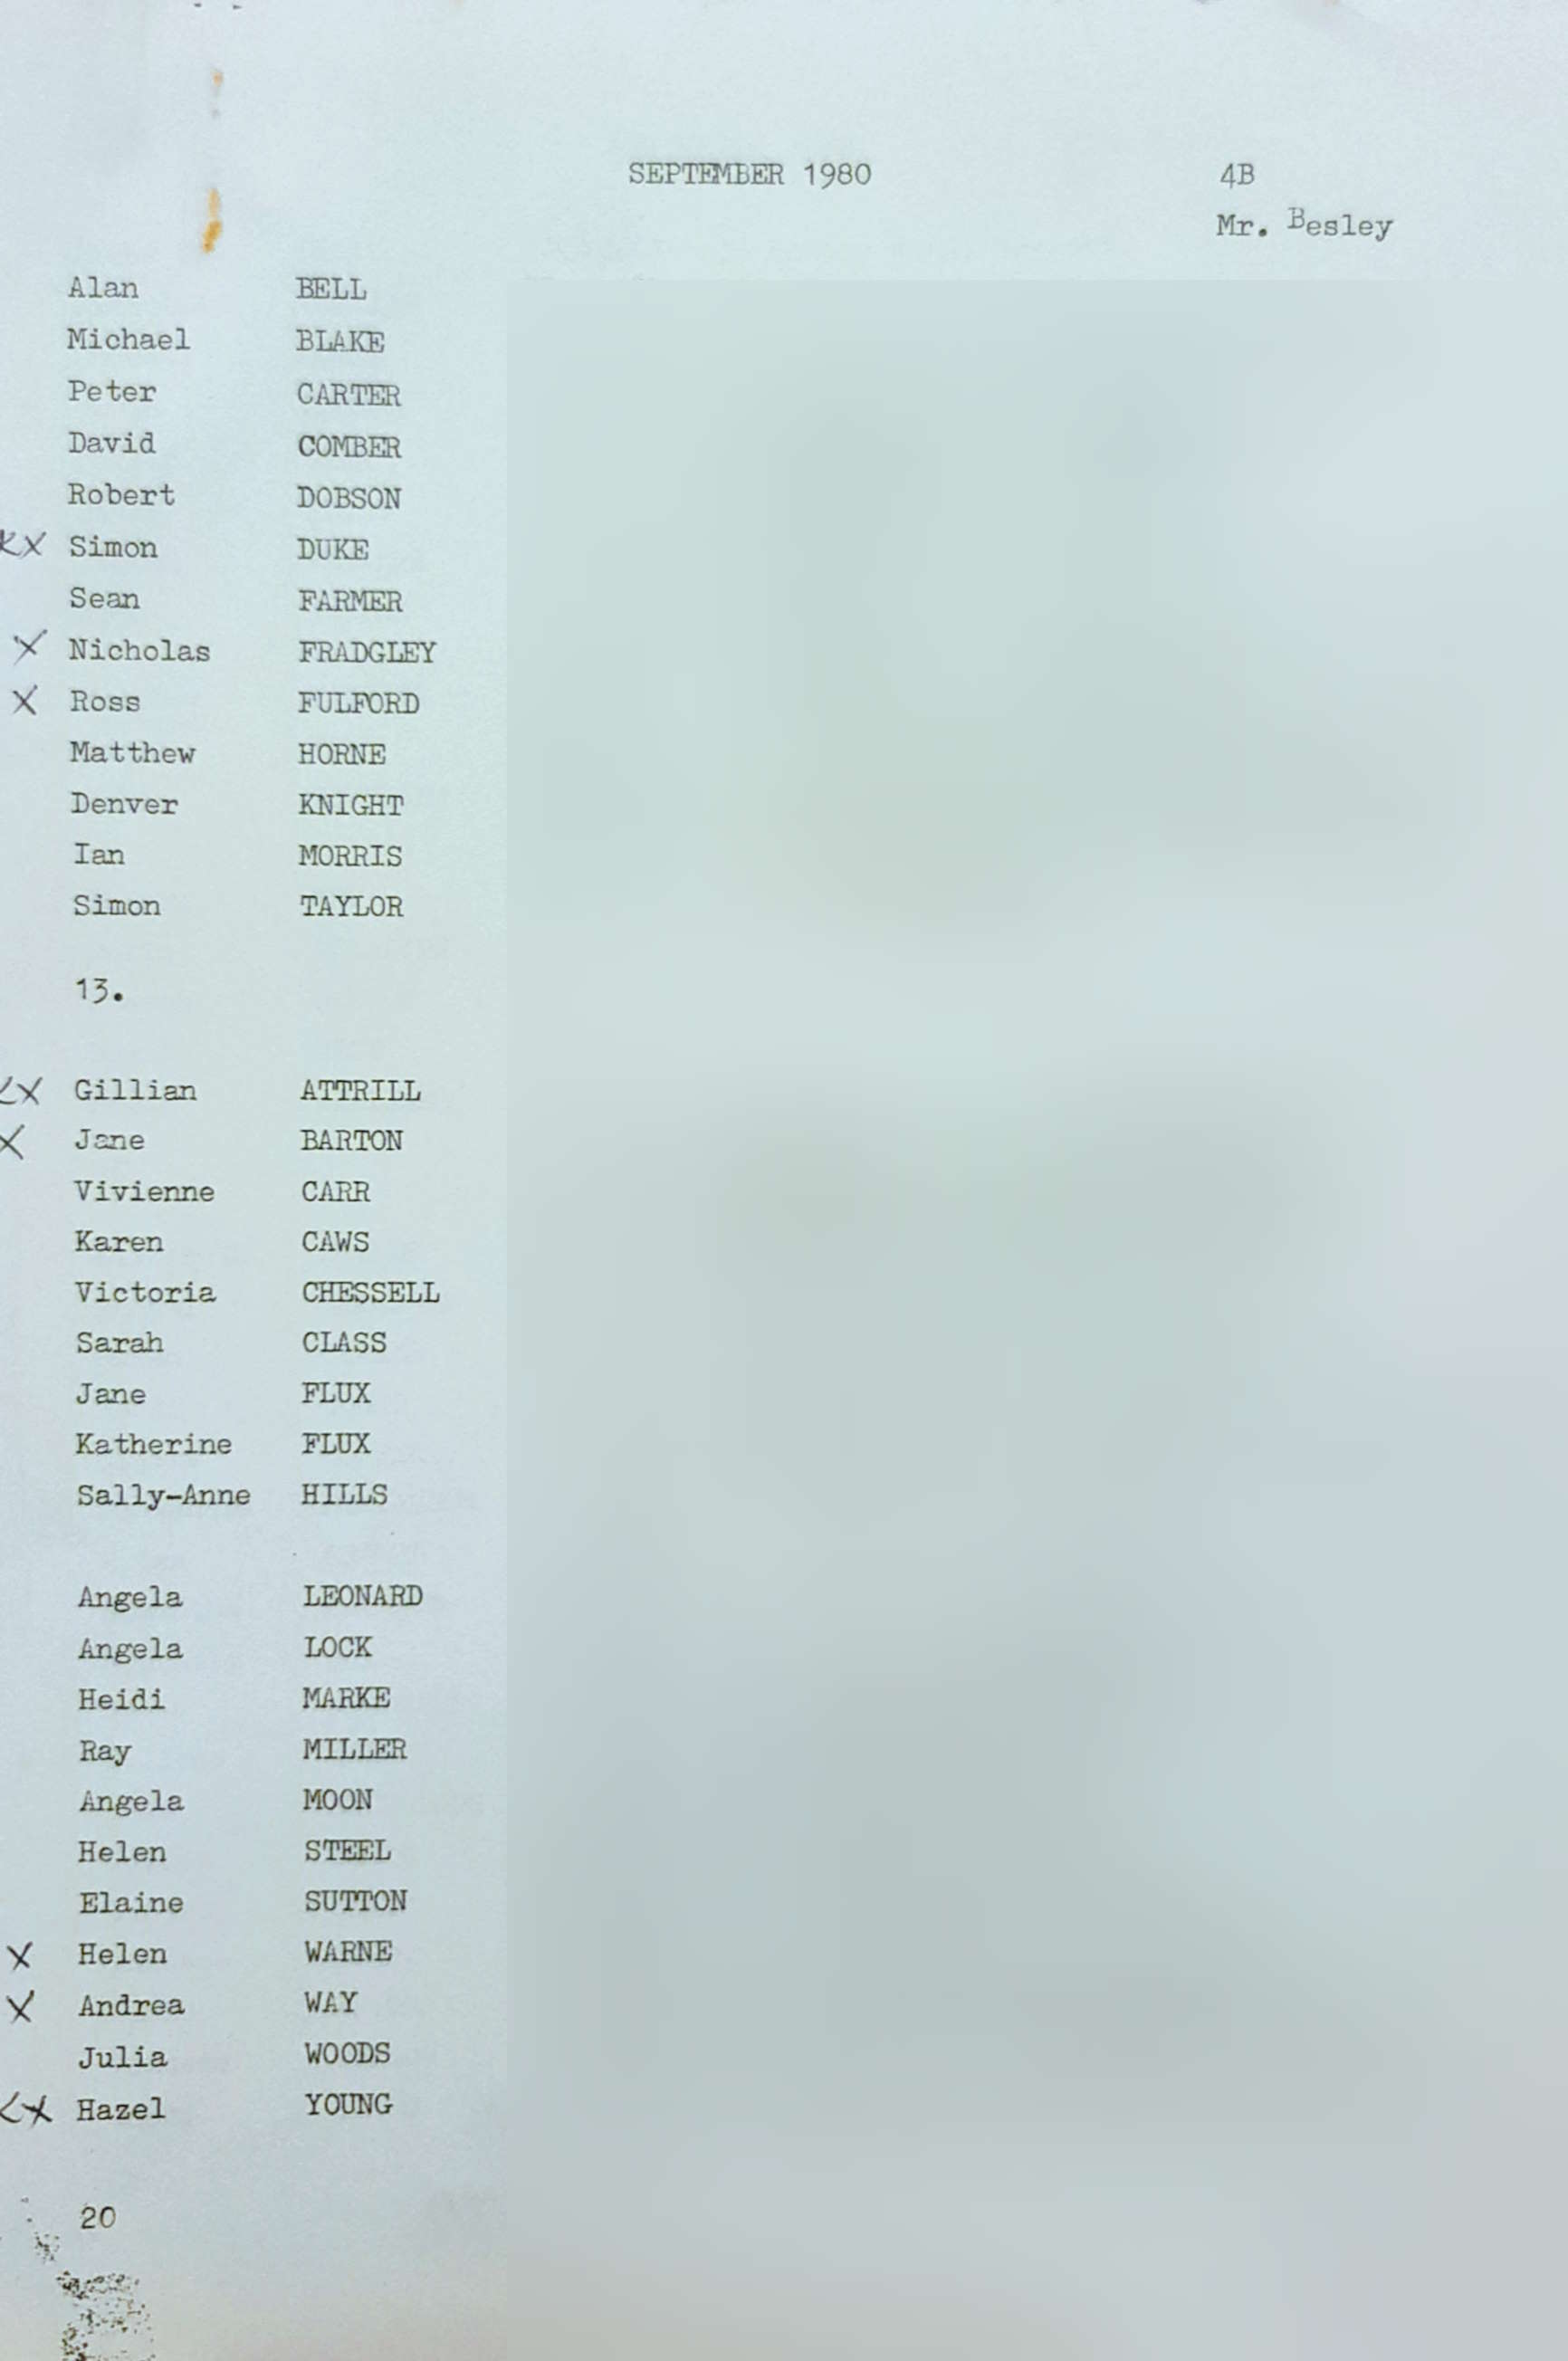 SEPTEMBER 1980 4B
Mr. Besley
Alan BELL
Michael BLAKE
Peter CARTER
David COMBER
Robert DOBSON
X Simon DUKE
Sean FARMER
X Nicholas FRADGLEY
X Ross FULFORD
Matthew HORNE
Denver KNIGHT
Ian MORRIS
Simon TAYLOR
13.
X Gillian ATTRILL
X Jane BARTON
Vivienne CARR
Karen CAWS
Victoria CHESSELL
Sarah CLASS
Jane FLUX
Katherine FLUX
Sally-Anne HILLS
Angela LEONARD
Angela LOCK
Heidi MARKE
Ray MILLER
Angela MOON
Helen STEEL
Elaine SUTTON
X Helen WARNE
X Andrea WAY
Julia WOODS
X Hazel YOUNG
20